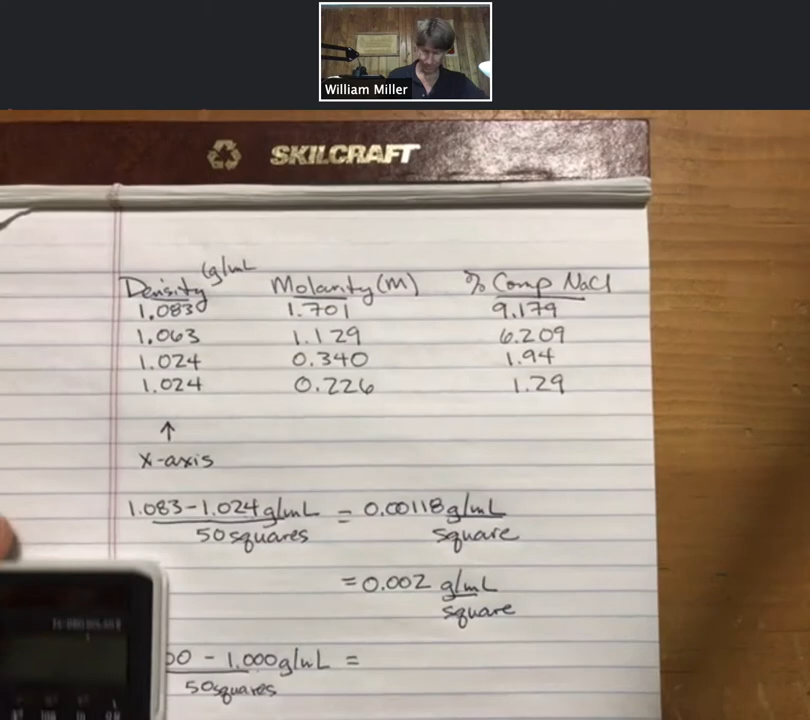 William Miller
SKILCRAFT
Density (g/mL Molarity (M) % Comp NaCl
1.083 1.701 9.179
1.063 1.129 6.209
1.024 0.340 1.94
1.024 0.226 1.29
↑
x-axis
1.083-1.024 g/mL = 0.00118 g/mL
50 squares square
= 0.002 g/mL
square
00 - 1.000 g/mL =
50 squares